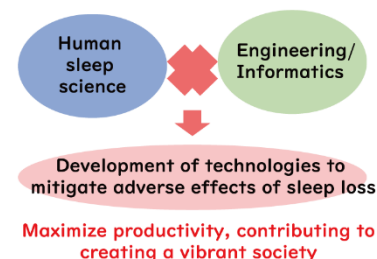 Human
sleep
science
Engineering/
Informatics
Development of technologies to
mitigate adverse effects of sleep loss
Maximize productivity, contributing to
creating a vibrant society